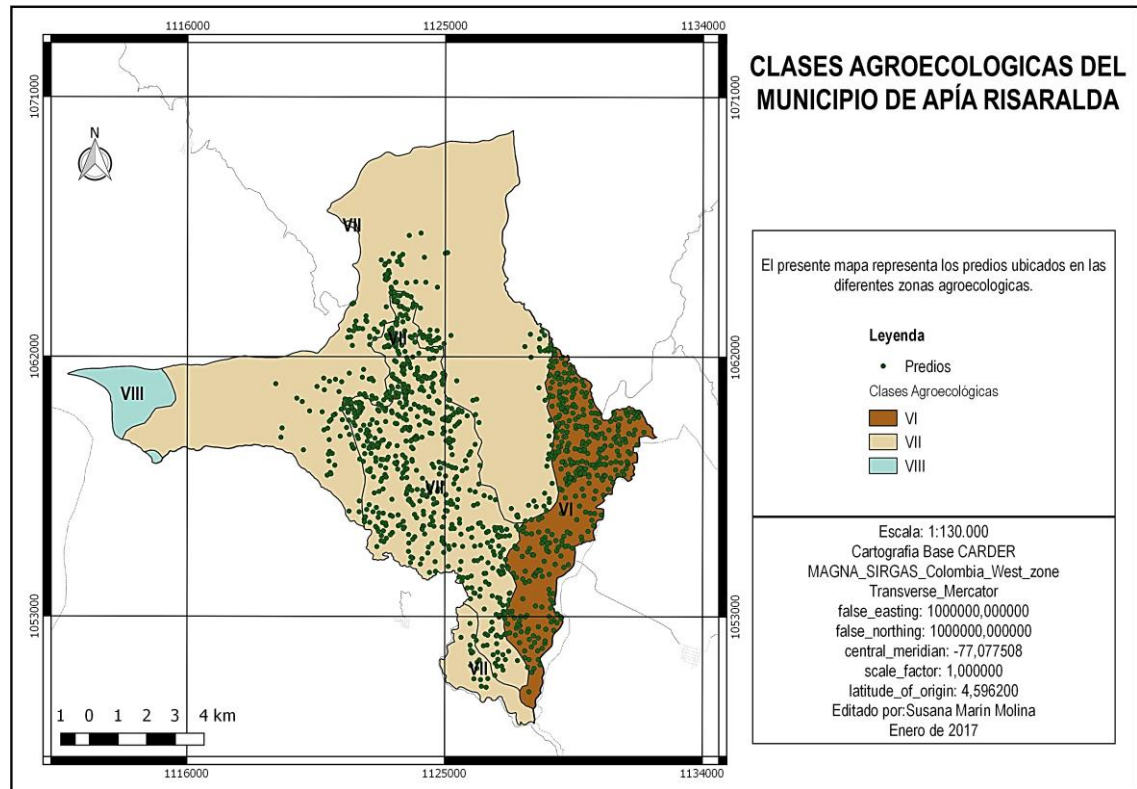 1116000
1125000
1134000
1071000
1071000
CLASES AGROECOLOGICAS DEL
MUNICIPIO DE APÍA RISARALDA
N
VII
El presente mapa representa los predios ubicados en las
diferentes zonas agroecologicas.
Leyenda
Predios
Clases Agroecológicas
VI
VII
VIII
1062000
1062000
VII
VIII
VII
VI
1053000
1053000
VII
Escala: 1:130.000
Cartografia Base CARDER
MAGNA_SIRGAS_Colombia_West_zone
Transverse_Mercator
false_easting: 1000000,000000
false_northing: 1000000,000000
central_meridian: -77,077508
scale_factor: 1,000000
latitude_of_origin: 4,596200
Editado por:Susana Marin Molina
Enero de 2017
1 0 1 2 3 4 km
1116000
1125000
1134000